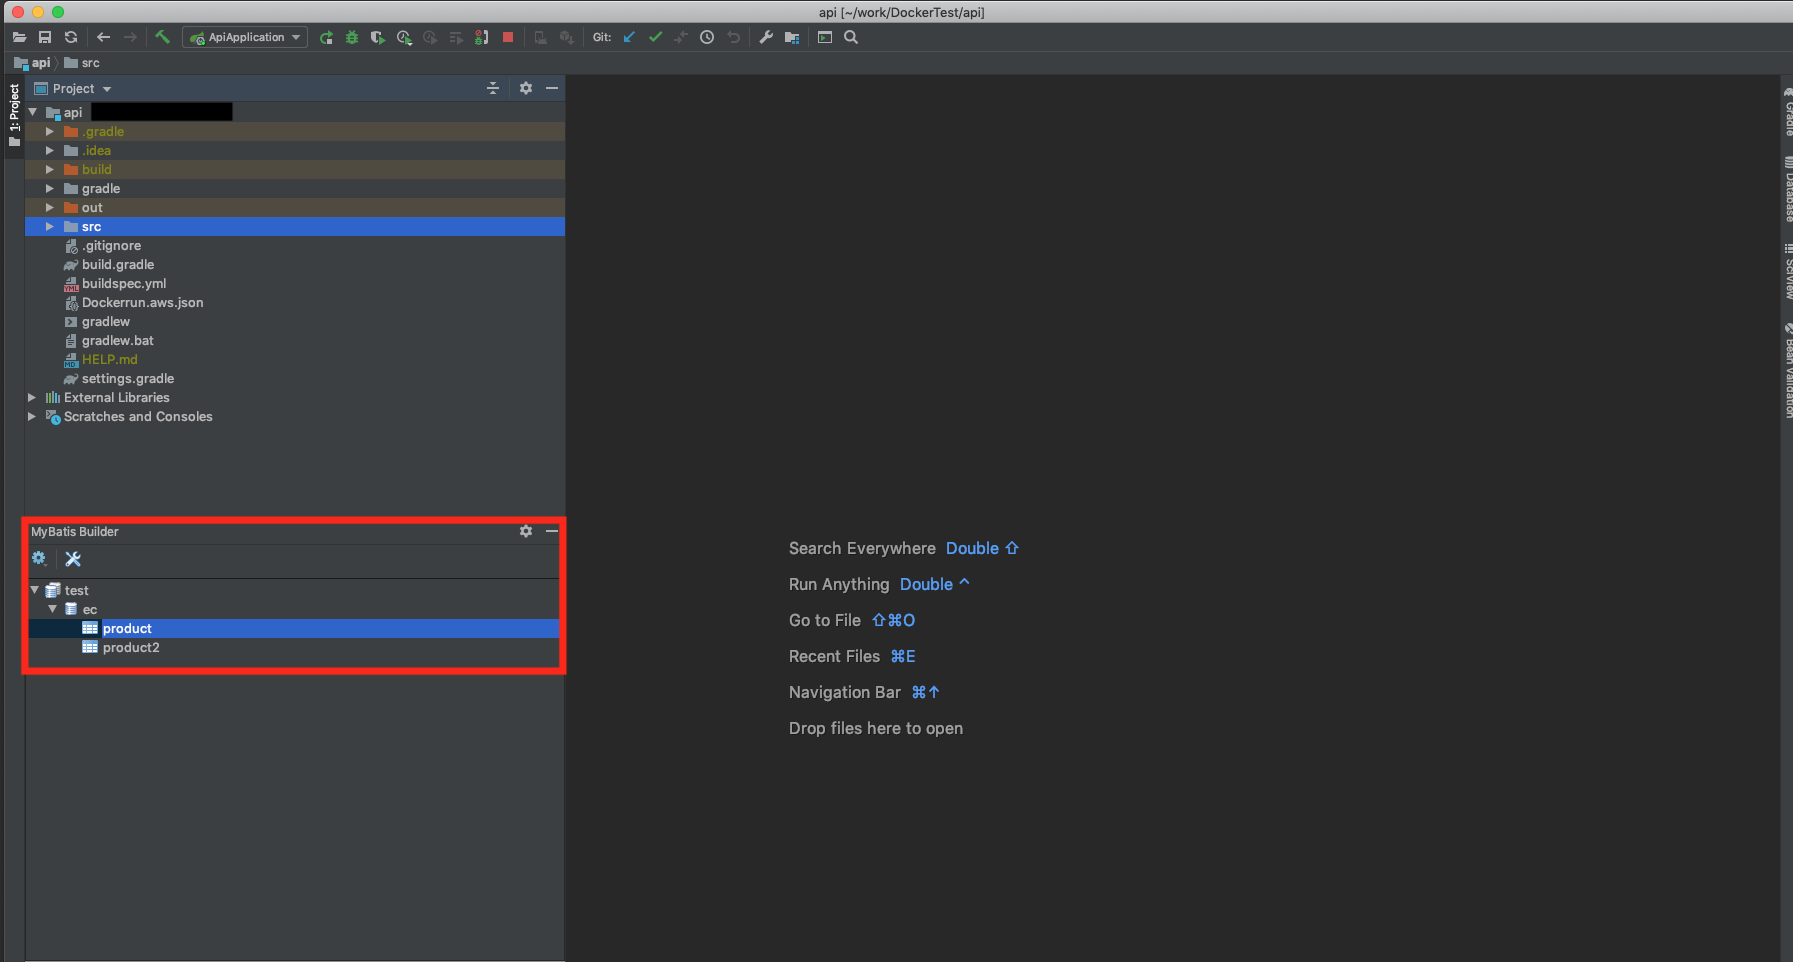 api [~/work/DockerTest/api]
ApiApplication
Git:
api
src
Project
1: Project
api
.gradle
.idea
build
gradle
out
src
.gitignore
build.gradle
buildspec.yml
Dockerrun.aws.json
gradlew
gradlew.bat
HELP.md
settings.gradle
External Libraries
Scratches and Consoles
MyBatis Builder
test
ec
product
product2
Search Everywhere Double ⇧
Run Anything Double ^
Go to File ⇧⌘O
Recent Files ⌘E
Navigation Bar ⌘↑
Drop files here to open
Gradle
Database
SciView
Bean Validation